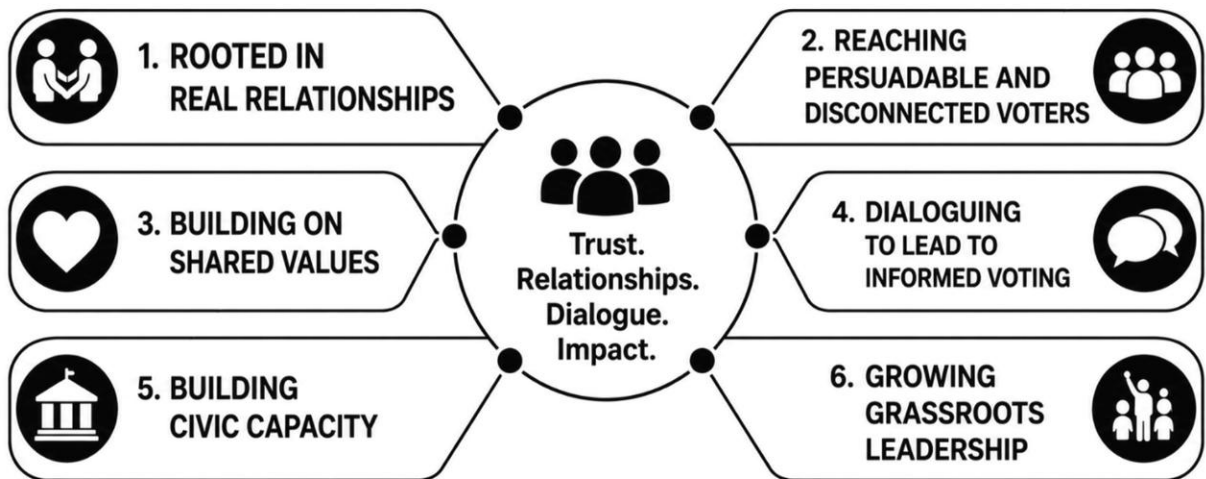 1. ROOTED IN
REAL RELATIONSHIPS
2. REACHING
PERSUADABLE AND
DISCONNECTED VOTERS
3. BUILDING ON
SHARED VALUES
Trust.
Relationships.
Dialogue.
Impact.
4. DIALOGUING
TO LEAD TO
INFORMED VOTING
5. BUILDING
CIVIC CAPACITY
6. GROWING
GRASSROOTS
LEADERSHIP